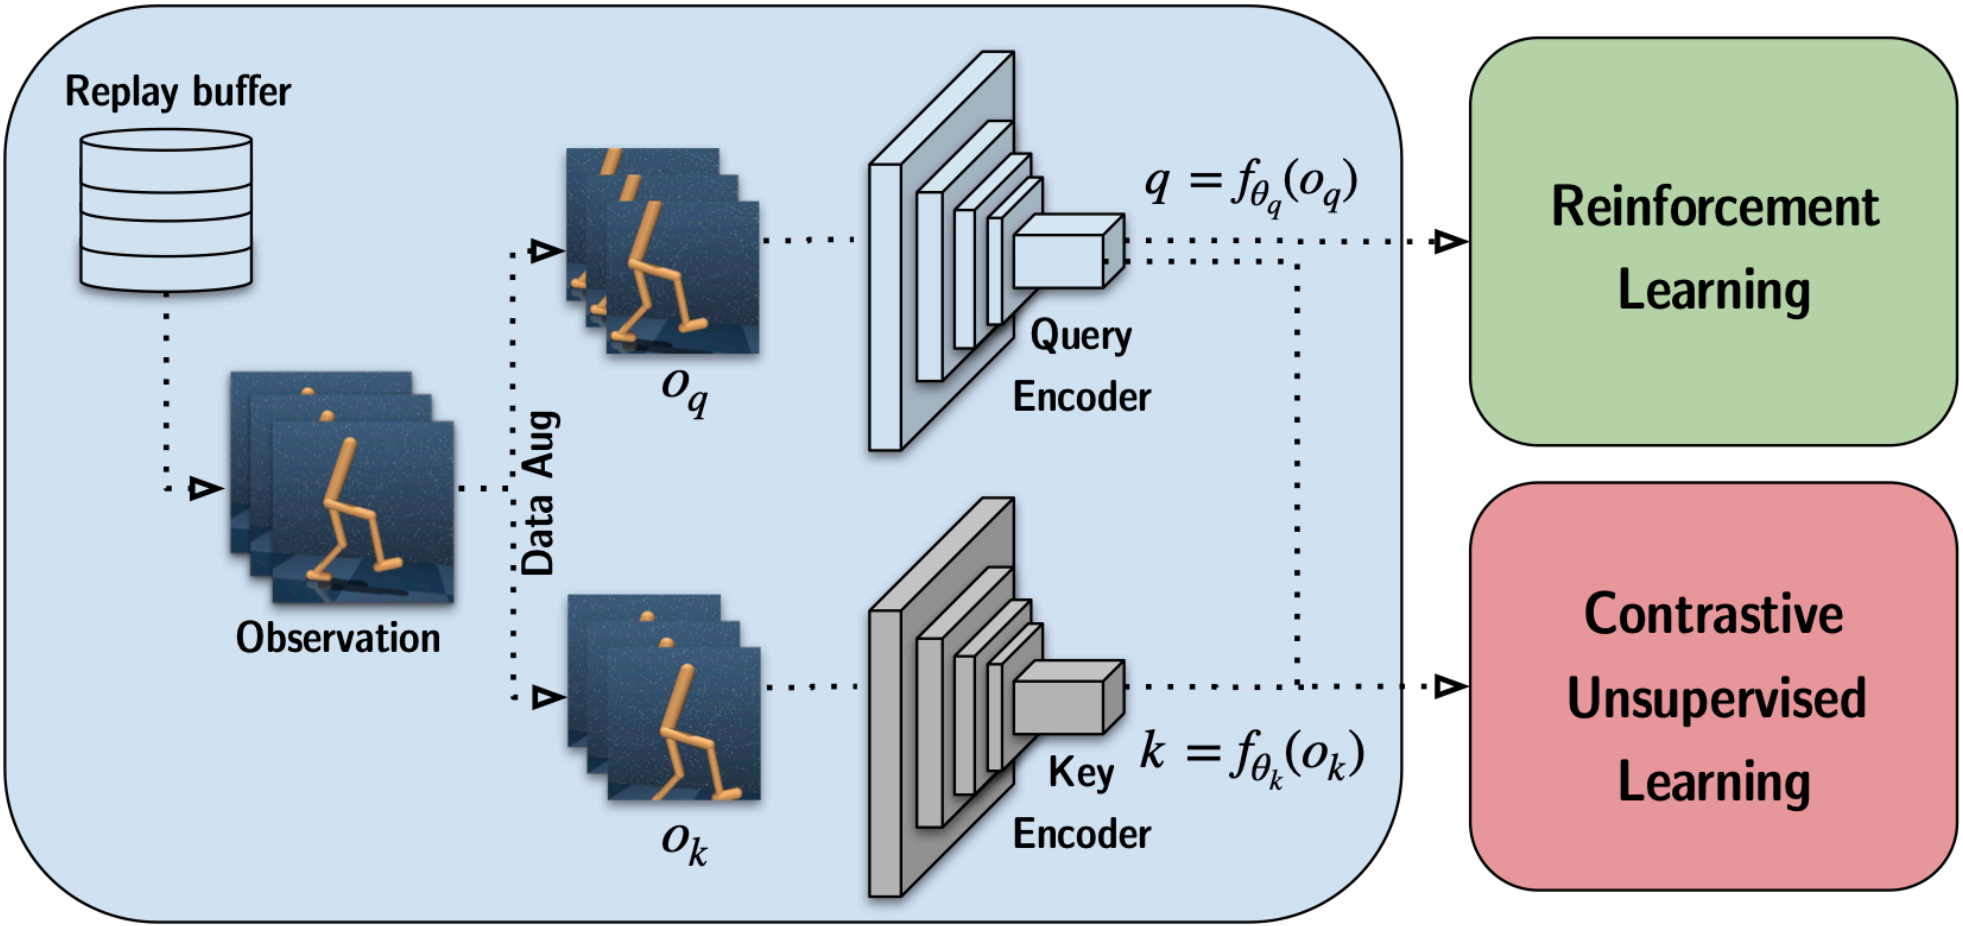 Replay buffer
Observation
Data Aug
o_q
o_k
q = f_{θ_q}(o_q)
Query
Encoder
k = f_{θ_k}(o_k)
Key
Encoder
Reinforcement
Learning
Contrastive
Unsupervised
Learning